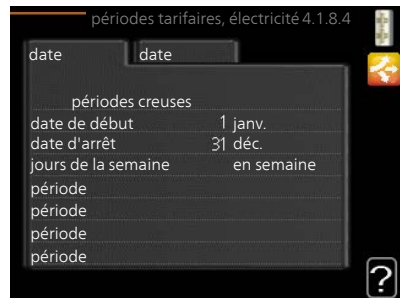 périodes tarifaires, électricité 4.1.8.4
date date
périodes creuses
date de début 1 janv.
date d'arrêt 31 déc.
jours de la semaine en semaine
période
période
période
période
?